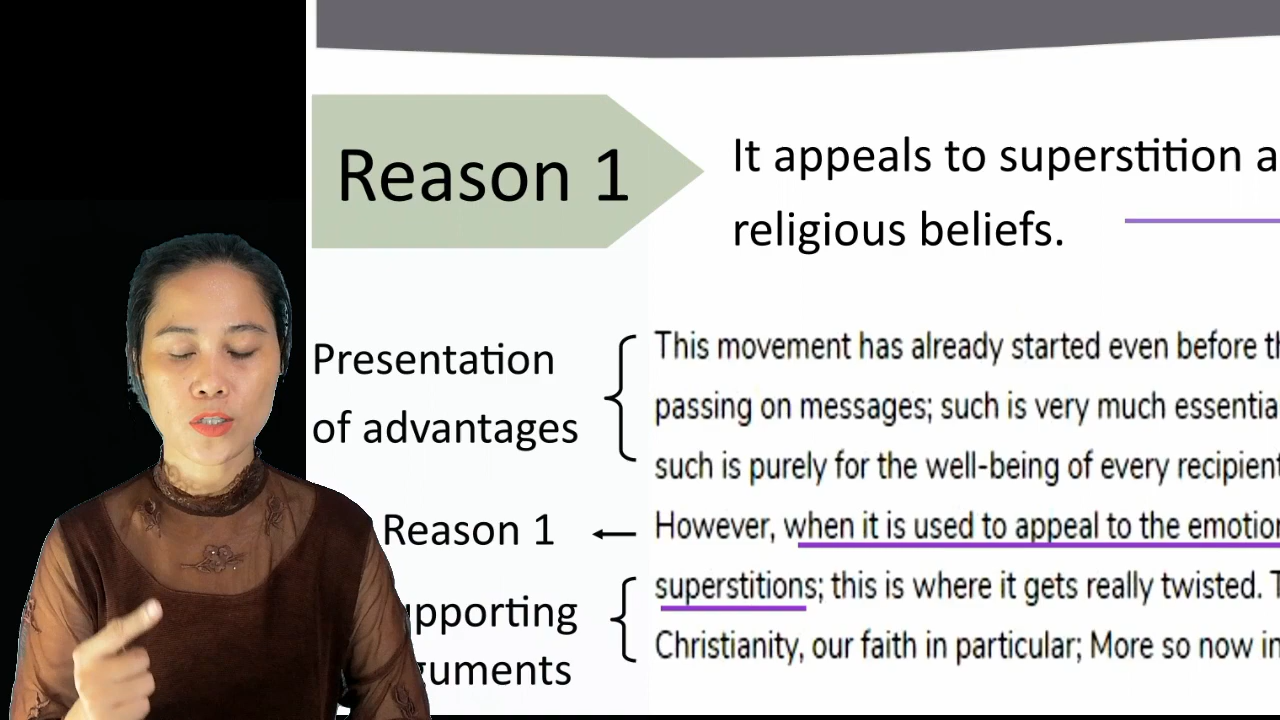 Reason 1
It appeals to superstition a
religious beliefs.
Presentation
of advantages
This movement has already started even before th
passing on messages; such is very much essentia
such is purely for the well-being of every recipient
Reason 1
However, when it is used to appeal to the emotion
superstitions; this is where it gets really twisted. T
Christianity, our faith in particular; More so now in
upporting
guments